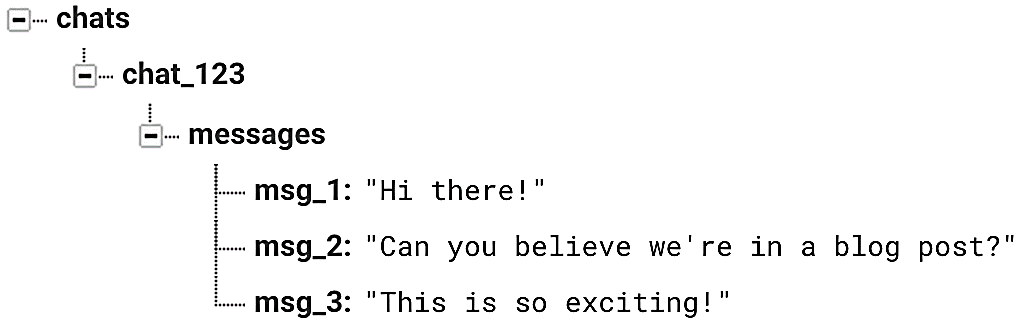 chats
chat_123
messages
msg_1: "Hi there!"
msg_2: "Can you believe we're in a blog post?"
msg_3: "This is so exciting!"